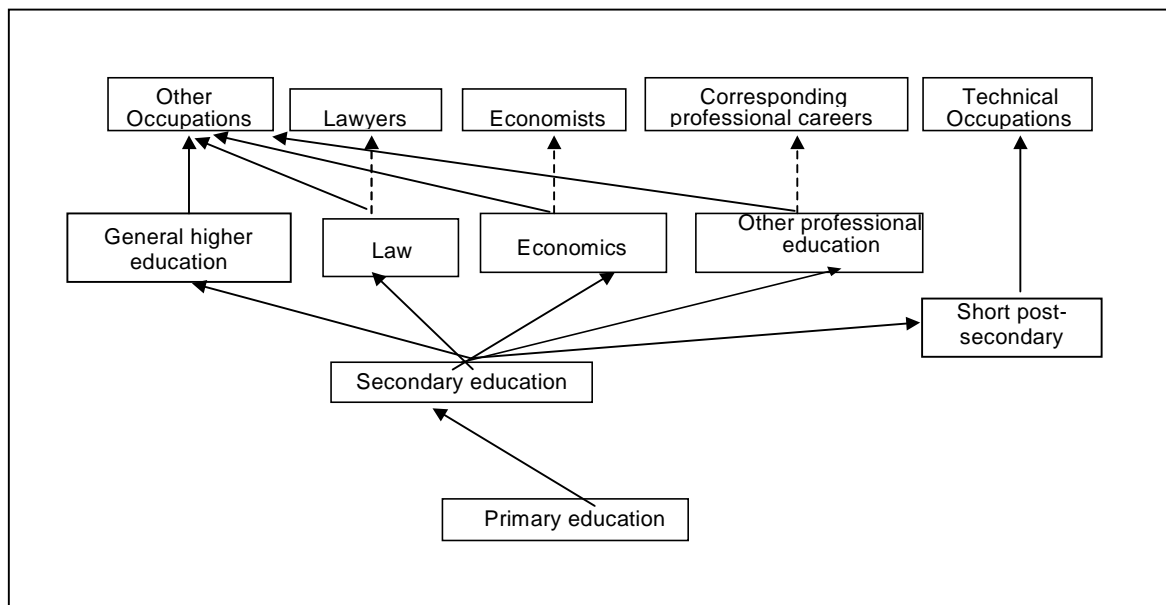 Other
Occupations
Lawyers
Economists
Corresponding
professional careers
Technical
Occupations
General higher
education
Law
Economics
Other professional
education
Short post-
secondary
Secondary education
Primary education